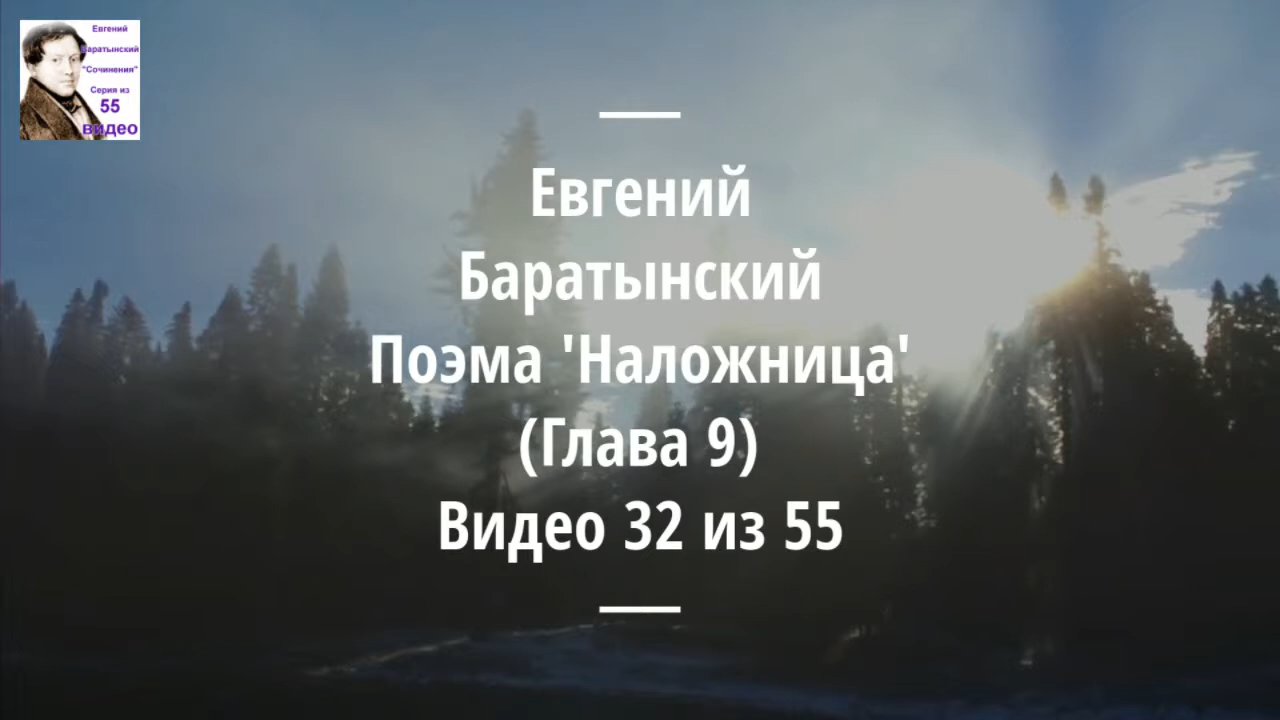 Евгений
Баратынский
"Сочинения"
Серия из
55
видео
Евгений
Баратынский
Поэма 'Наложница'
(Глава 9)
Видео 32 из 55